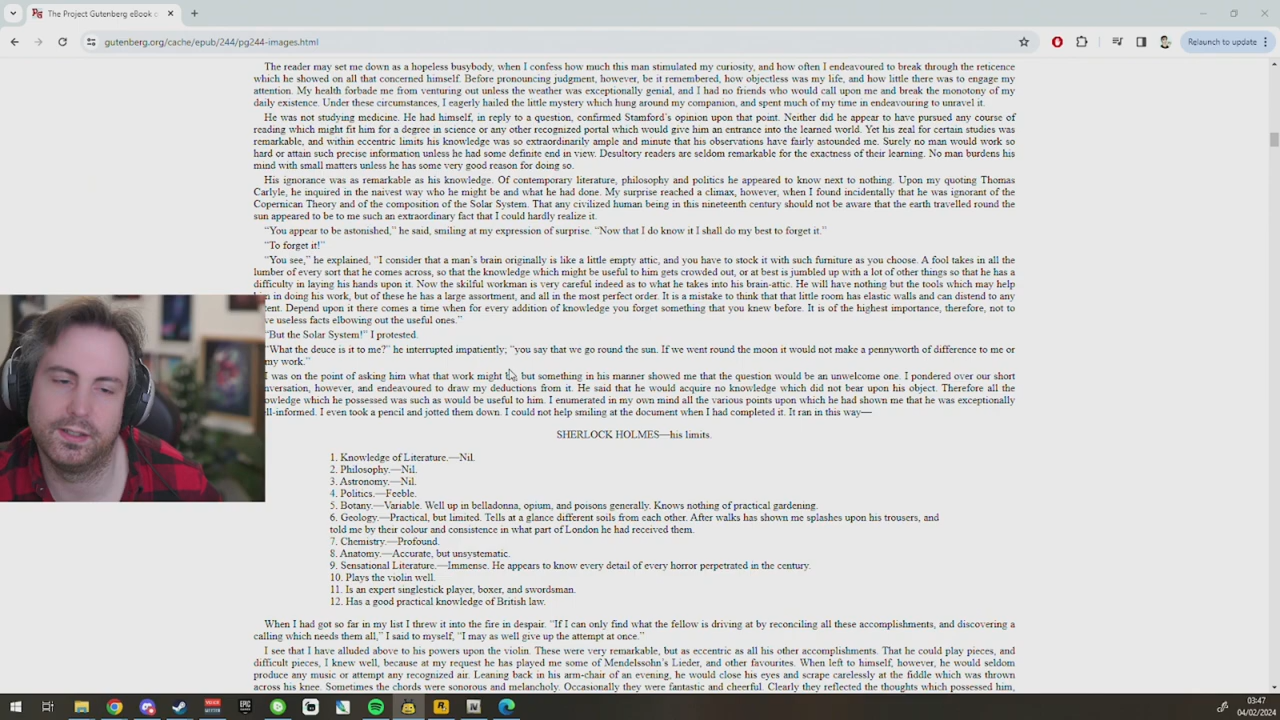 The Project Gutenberg eBook o
gutenberg.org/cache/epub/244/pg244-images.html
Relaunch to update
The reader may set me down as a hopeless busybody, when I confess how much this man stimulated my curiosity, and how often I endeavoured to break through the reticence
which he showed on all that concerned himself. Before pronouncing judgment, however, be it remembered, how objectless was my life, and how little there was to engage my
attention. My health forbade me from venturing out unless the weather was exceptionally genial, and I had no friends who would call upon me and break the monotony of my
daily existence. Under these circumstances, I eagerly hailed the little mystery which hung around my companion, and spent much of my time in endeavouring to unravel it.
He was not studying medicine. He had himself, in reply to a question, confirmed Stamford's opinion upon that point. Neither did he appear to have pursued any course of
reading which might fit him for a degree in science or any other recognized portal which would give him an entrance into the learned world. Yet his zeal for certain studies was
remarkable, and within eccentric limits his knowledge was so extraordinarily ample and minute that his observations have fairly astounded me. Surely no man would work so
hard or attain such precise information unless he had some definite end in view. Desultory readers are seldom remarkable for the exactness of their learning. No man burdens his
mind with small matters unless he has some very good reason for doing so.
His ignorance was as remarkable as his knowledge. Of contemporary literature, philosophy and politics he appeared to know next to nothing. Upon my quoting Thomas
Carlyle, he inquired in the naivest way who he might be and what he had done. My surprise reached a climax, however, when I found incidentally that he was ignorant of the
Copernican Theory and of the composition of the Solar System. That any civilized human being in this nineteenth century should not be aware that the earth travelled round the
sun appeared to be to me such an extraordinary fact that I could hardly realize it.
“You appear to be astonished,” he said, smiling at my expression of surprise. “Now that I do know it I shall do my best to forget it.”
“To forget it!”
“You see,” he explained, “I consider that a man's brain originally is like a little empty attic, and you have to stock it with such furniture as you choose. A fool takes in all the
lumber of every sort that he comes across, so that the knowledge which might be useful to him gets crowded out, or at best is jumbled up with a lot of other things so that he has a
difficulty in laying his hands upon it. Now the skilful workman is very careful indeed as to what he takes into his brain-attic. He will have nothing but the tools which may help
him in doing his work, but of these he has a large assortment, and all in the most perfect order. It is a mistake to think that that little room has elastic walls and can distend to any
tent. Depend upon it there comes a time when for every addition of knowledge you forget something that you knew before. It is of the highest importance, therefore, not to
ve useless facts elbowing out the useful ones.”
“But the Solar System!” I protested.
“What the deuce is it to me?” he interrupted impatiently; “you say that we go round the sun. If we went round the moon it would not make a pennyworth of difference to me or
my work.”
I was on the point of asking him what that work might be, but something in his manner showed me that the question would be an unwelcome one. I pondered over our short
nversation, however, and endeavoured to draw my deductions from it. He said that he would acquire no knowledge which did not bear upon his object. Therefore all the
owledge which he possessed was such as would be useful to him. I enumerated in my own mind all the various points upon which he had shown me that he was exceptionally
ll-informed. I even took a pencil and jotted them down. I could not help smiling at the document when I had completed it. It ran in this way—
SHERLOCK HOLMES—his limits.
1. Knowledge of Literature.—Nil.
2. Philosophy.—Nil.
3. Astronomy.—Nil.
4. Politics.—Feeble.
5. Botany.—Variable. Well up in belladonna, opium, and poisons generally. Knows nothing of practical gardening.
6. Geology.—Practical, but limited. Tells at a glance different soils from each other. After walks has shown me splashes upon his trousers, and
told me by their colour and consistence in what part of London he had received them.
7. Chemistry.—Profound.
8. Anatomy.—Accurate, but unsystematic.
9. Sensational Literature.—Immense. He appears to know every detail of every horror perpetrated in the century.
10. Plays the violin well.
11. Is an expert singlestick player, boxer, and swordsman.
12. Has a good practical knowledge of British law.
When I had got so far in my list I threw it into the fire in despair. “If I can only find what the fellow is driving at by reconciling all these accomplishments, and discovering a
calling which needs them all,” I said to myself, “I may as well give up the attempt at once.”
I see that I have alluded above to his powers upon the violin. These were very remarkable, but as eccentric as all his other accomplishments. That he could play pieces, and
difficult pieces, I knew well, because at my request he has played me some of Mendelssohn's Lieder, and other favourites. When left to himself, however, he would seldom
produce any music or attempt any recognized air. Leaning back in his arm-chair of an evening, he would close his eyes and scrape carelessly at the fiddle which was thrown
across his knee. Sometimes the chords were sonorous and melancholy. Occasionally they were fantastic and cheerful. Clearly they reflected the thoughts which possessed him,
03:47
04/02/2024